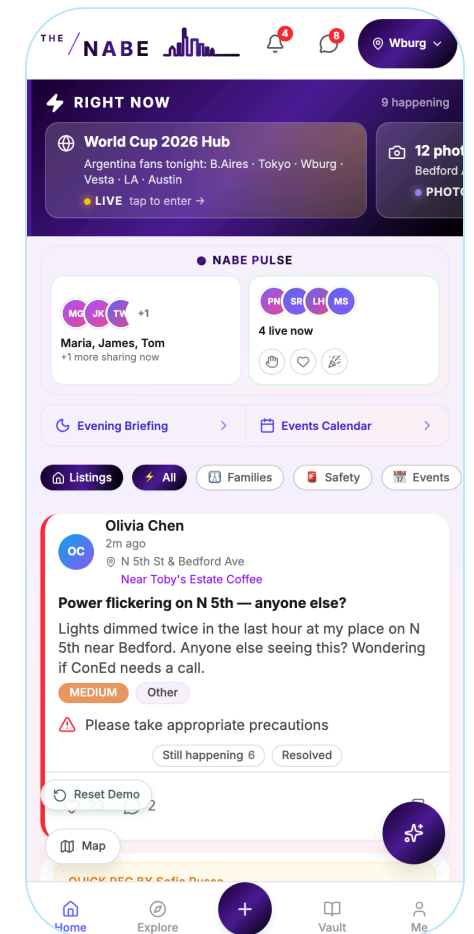 THE / NABE
4
8
Wburg
RIGHT NOW
9 happening
World Cup 2026 Hub
Argentina fans tonight: B.Aires · Tokyo · Wburg ·
Vesta · LA · Austin
LIVE tap to enter →
12 phot
Bedford
PHOTO
NABE PULSE
MG JK TW +1
Maria, James, Tom
+1 more sharing now
PN SR LH MS
4 live now
Evening Briefing
Events Calendar
Listings
All
Families
Safety
Events
OC
Olivia Chen
2m ago
N 5th St & Bedford Ave
Near Toby's Estate Coffee
Power flickering on N 5th — anyone else?
Lights dimmed twice in the last hour at my place on N
5th near Bedford. Anyone else seeing this? Wondering
if ConEd needs a call.
MEDIUM
Other
Please take appropriate precautions
Still happening 6
Resolved
Reset Demo
23
2
Map
QUICK REC BY Sofia Russo
Home
Explore
Vault
Me